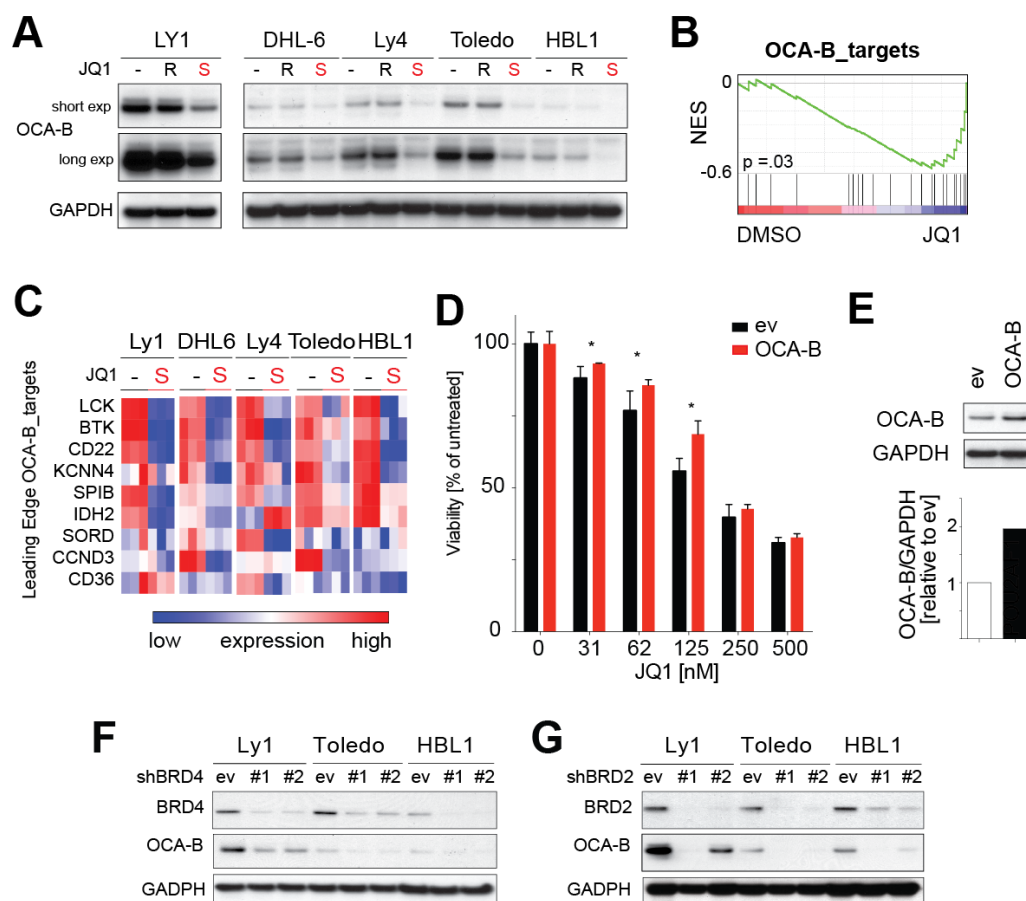 A
LY1 DHL-6 Ly4 Toledo HBL1
JQ1 - R S - R S - R S - R S - R S
short exp
OCA-B
long exp
GAPDH
B
OCA-B_targets
0
NES
p =.03
-0.6
DMSO JQ1
C
Ly1 DHL6 Ly4 Toledo HBL1
JQ1 - S - S - S - S - S
Leading Edge OCA-B_targets
LCK
BTK
CD22
KCNN4
SPIB
IDH2
SORD
CCND3
CD36
low expression high
D
ev
OCA-B
100
* * *
Viability [% of untreated]
50
0
0 31 62 125 250 500
JQ1 [nM]
E
ev OCA-B
OCA-B
GAPDH
OCA-B/GAPDH
[relative to ev]
2
1
F
Ly1 Toledo HBL1
shBRD4 ev #1 #2 ev #1 #2 ev #1 #2
BRD4
OCA-B
GADPH
G
Ly1 Toledo HBL1
shBRD2 ev #1 #2 ev #1 #2 ev #1 #2
BRD2
OCA-B
GADPH